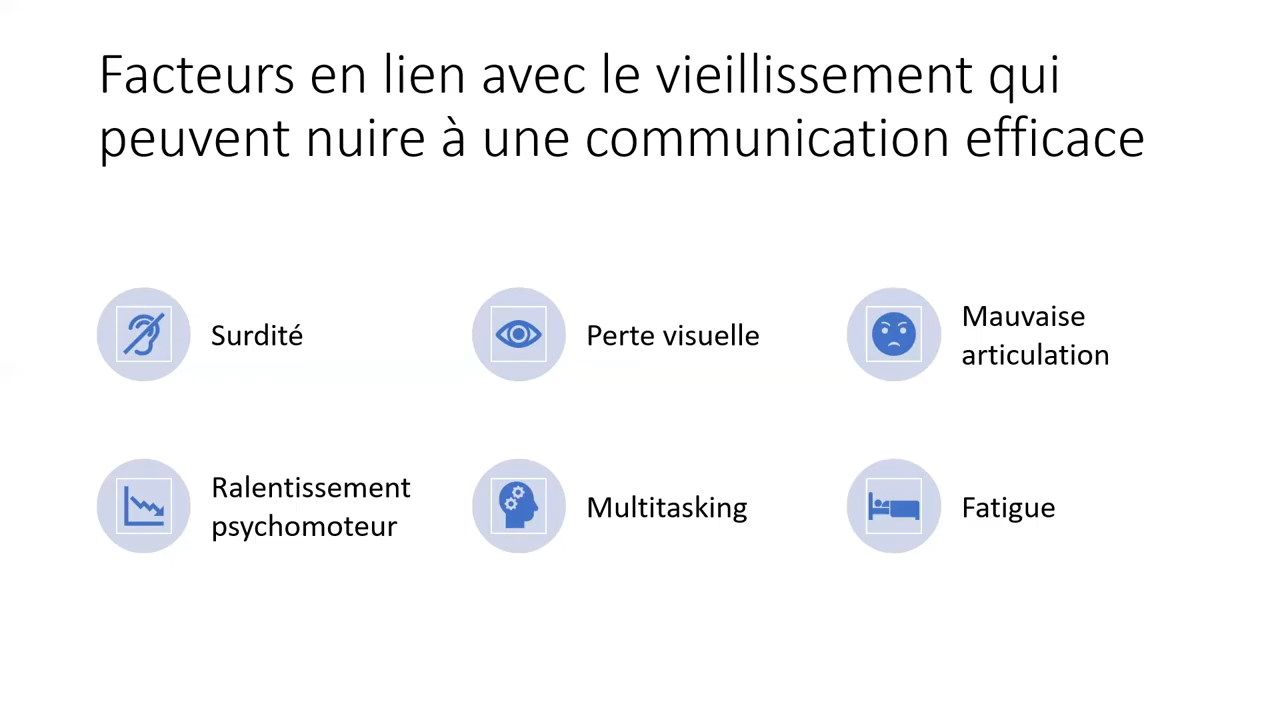 Facteurs en lien avec le vieillissement qui
peuvent nuire à une communication efficace
Surdité
Perte visuelle
Mauvaise
articulation
Ralentissement
psychomoteur
Multitasking
Fatigue